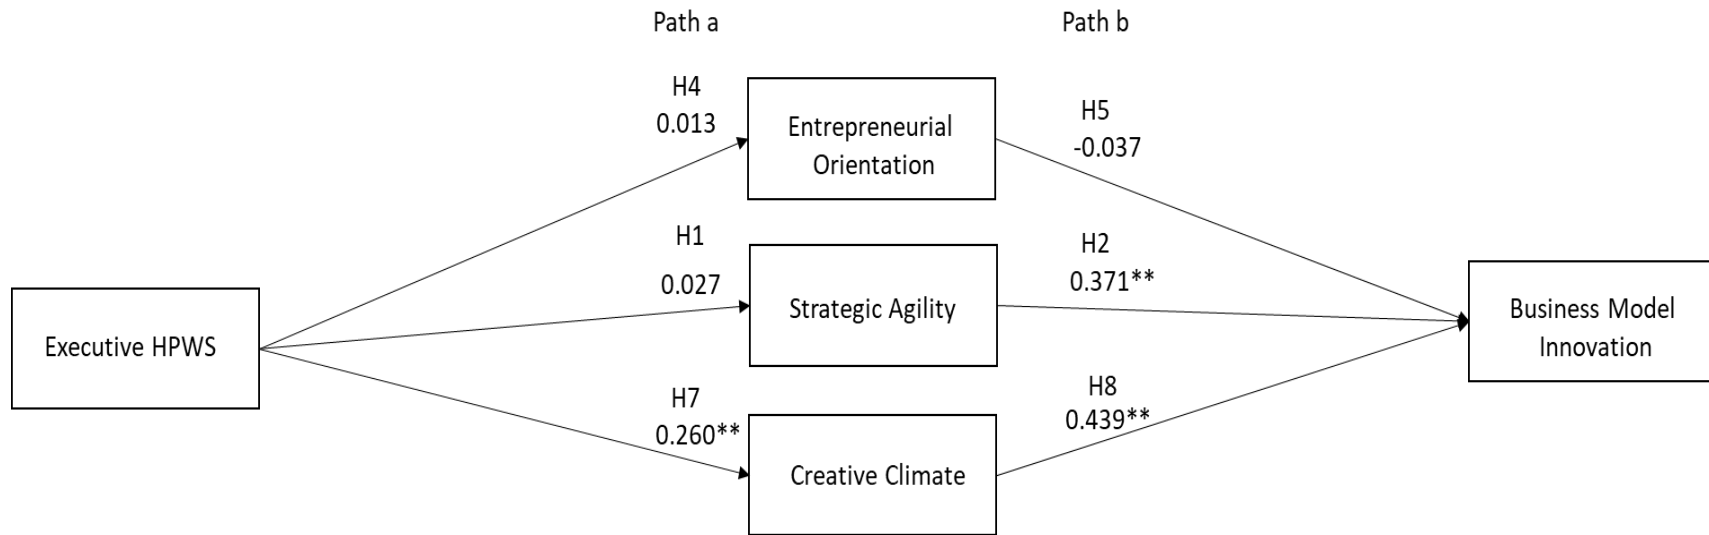 Path a
Path b
H4
0.013
Entrepreneurial
Orientation
H5
-0.037
H1
0.027
Strategic Agility
H2
0.371**
Executive HPWS
Business Model
Innovation
H7
0.260**
Creative Climate
H8
0.439**